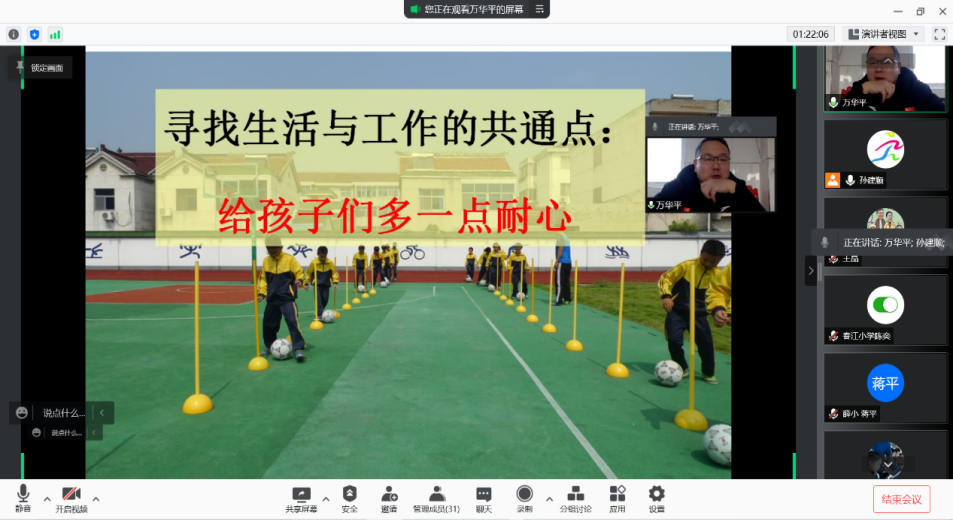 您正在观看万华平的屏幕
01:22:06
演讲者视图
锁定画面
寻找生活与工作的共通点：
给孩子们多一点耐心
正在讲话: 万华平;
万华平
万华平
孙建顺
正在讲话: 万华平; 孙建顺;
王晶
春江小学陈奕
蒋平
薛小 蒋平
说点什么...
说点什么...
静音
开启视频
共享屏幕
安全
邀请
管理成员(31)
聊天
录制
分组讨论
应用
设置
结束会议